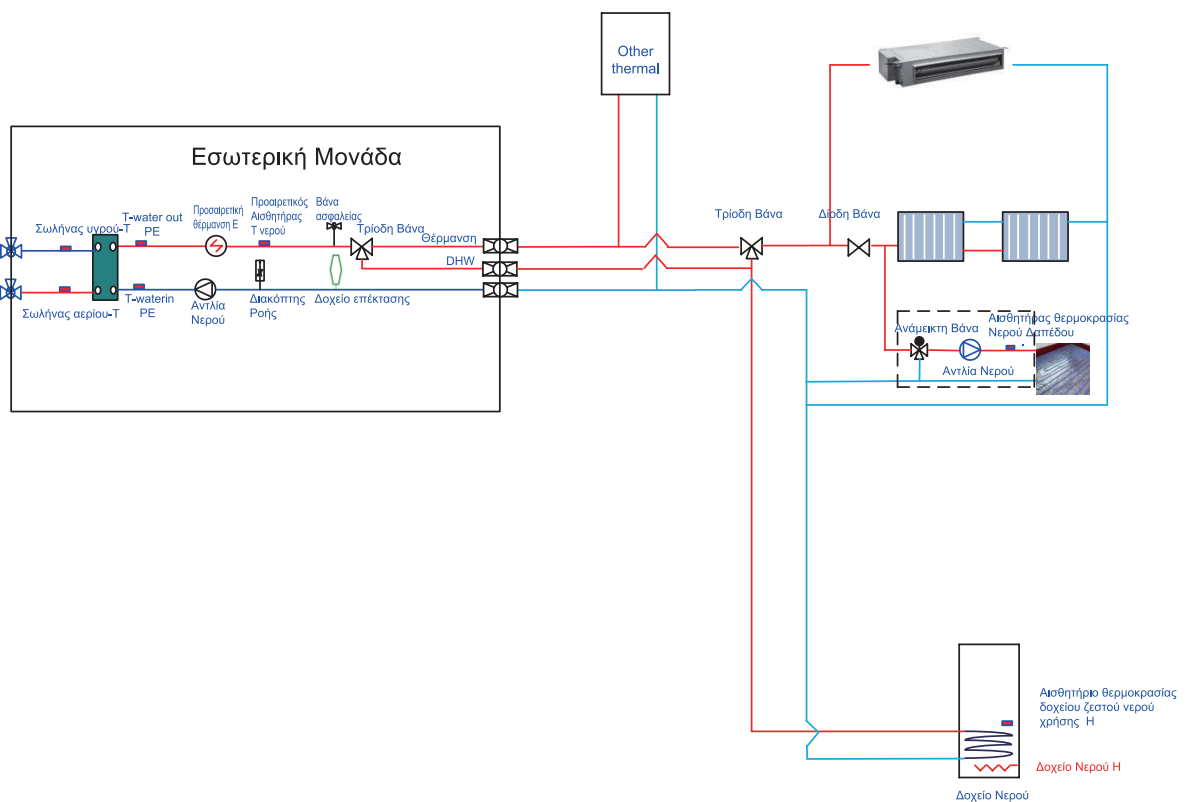 Other
thermal
Εσωτερική Μονάδα
Σωλήνας υνρού-Τ
T-water out
PE
Προσαιρετική
θέρμανση Ε
Προαιρετικός
Αισθητήρας
Τ νερού
Βάνα
ασφαλείας
Τρίοδη Βάνα
Θέρμανση
DHW
Σωλήνας αερίου-Τ
T-waterin
PE
Αντλία
Νερού
Διακόπτης
Ροής
Δοχείο επέκτασης
Τρίοδη Βάνα
Δίοδη Βάνα
Ανάμεικτη Βάνα
Αισθητήρας θερμοκρασίας
Νερού Δαπέδου
Αντλία Νερού
Αισθητήριο θερμοκρασίας
δοχείου ζεστού νερού
χρήσης Η
Δοχείο Νερού Η
Δοχείο Νερού